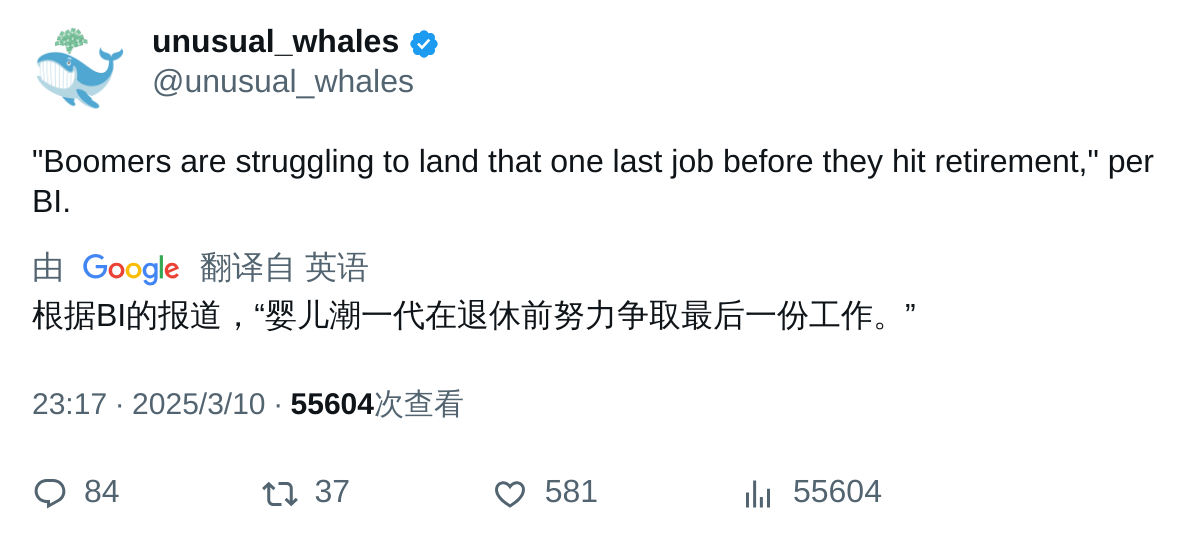 unusual_whales
@unusual_whales
"Boomers are struggling to land that one last job before they hit retirement," per
BI.
由 Google 翻译自 英语
根据BI的报道，“婴儿潮一代在退休前努力争取最后一份工作。”
23:17 · 2025/3/10 · 55604次查看
84 37 581 55604